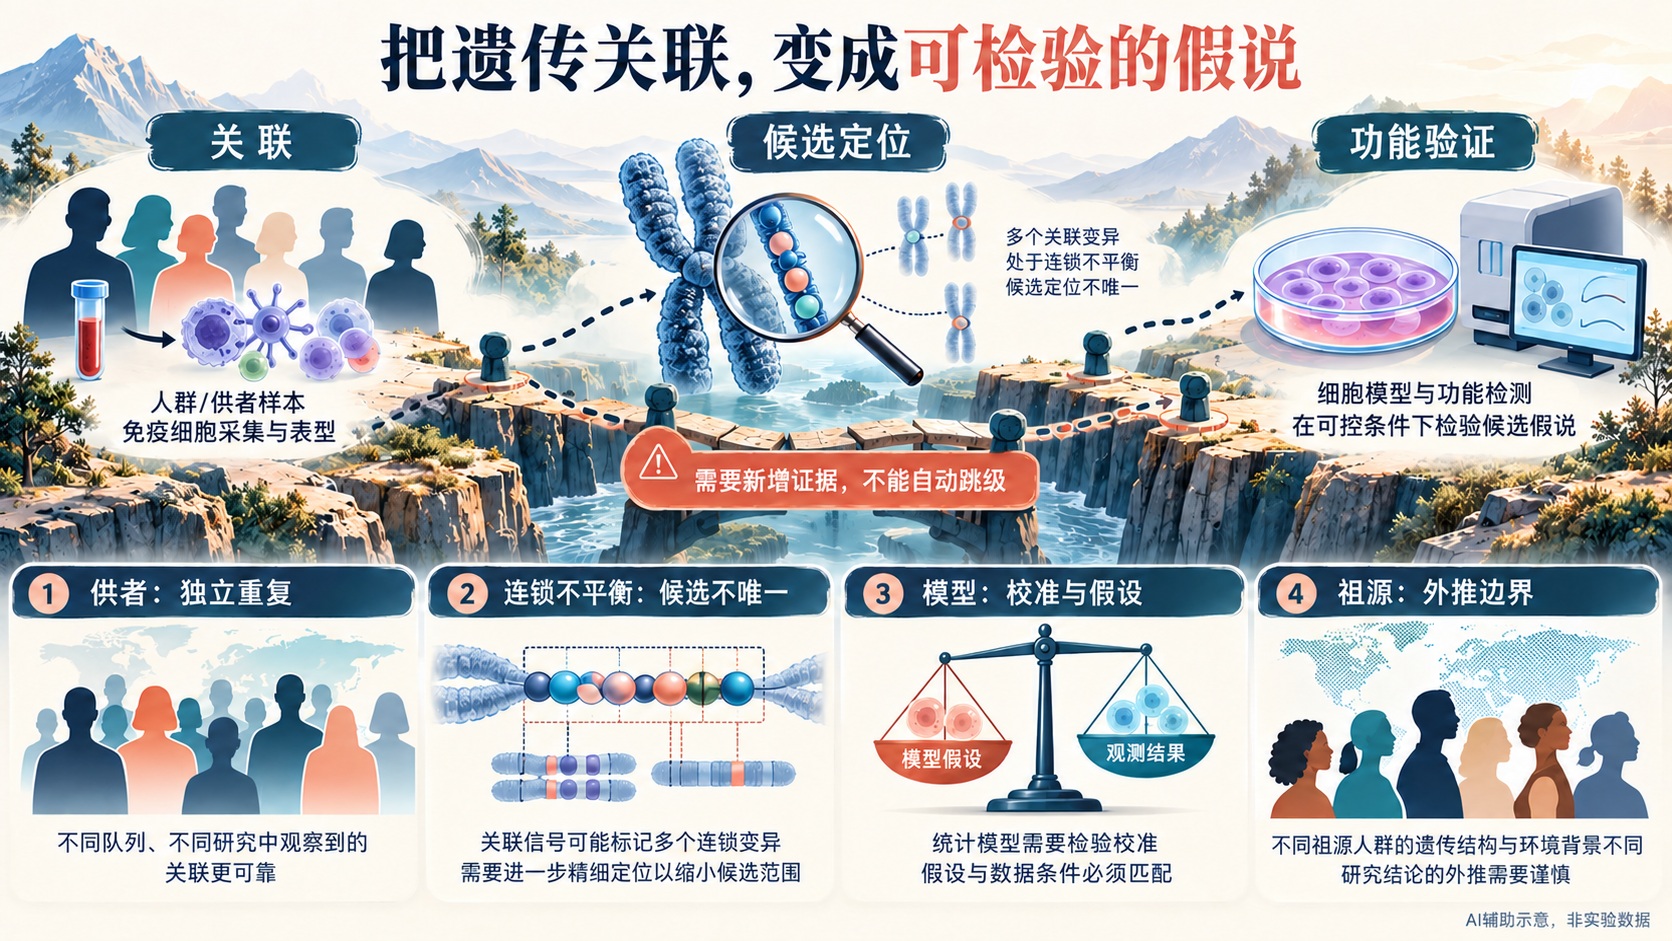 把遗传关联，变成可检验的假说
关联
候选定位
功能验证
多个关联变异
处于连锁不平衡
候选定位不唯一
人群/供者样本
免疫细胞采集与表型
细胞模型与功能检测
在可控条件下检验候选假说
需要新增证据，不能自动跳级
1 供者：独立重复
2 连锁不平衡：候选不唯一
3 模型：校准与假设
4 祖源：外推边界
模型假设
观测结果
不同队列、不同研究中观察到的
关联更可靠
关联信号可能标记多个连锁变异
需要进一步精细定位以缩小候选范围
统计模型需要检验校准
假设与数据条件必须匹配
不同祖源人群的遗传结构与环境背景不同
研究结论的外推需要谨慎
AI辅助示意，非实验数据